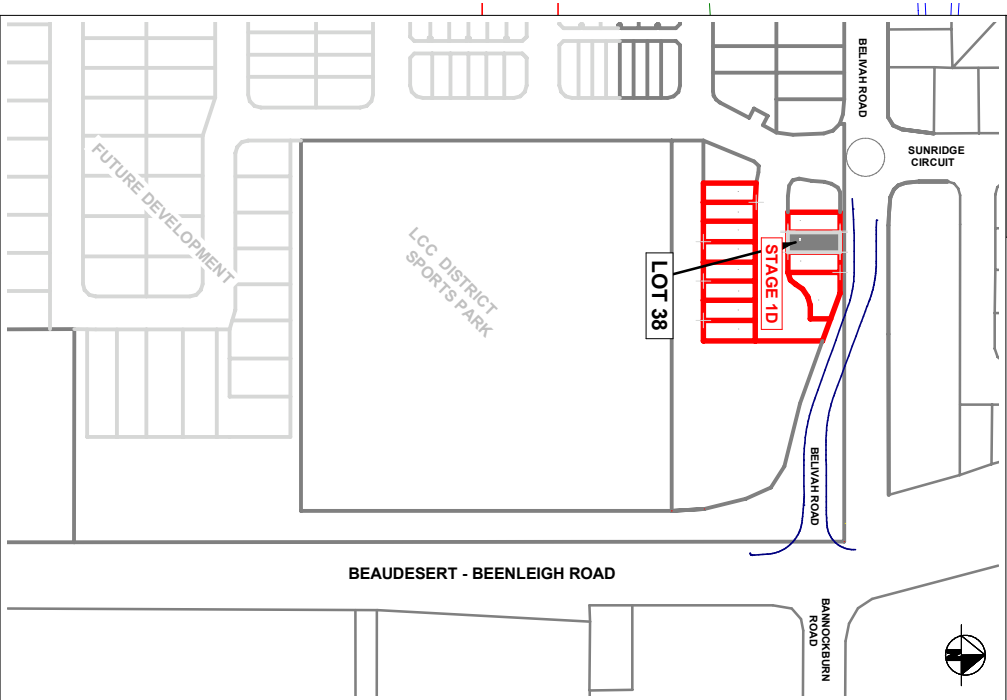 BELIVAH ROAD
SUNRIDGE
CIRCUIT
FUTURE DEVELOPMENT
LCC DISTRICT
SPORTS PARK
LOT 38
STAGE 1D
BELIVAH ROAD
BEAUDESERT - BEENLEIGH ROAD
BANNOCKBURN
ROAD
N